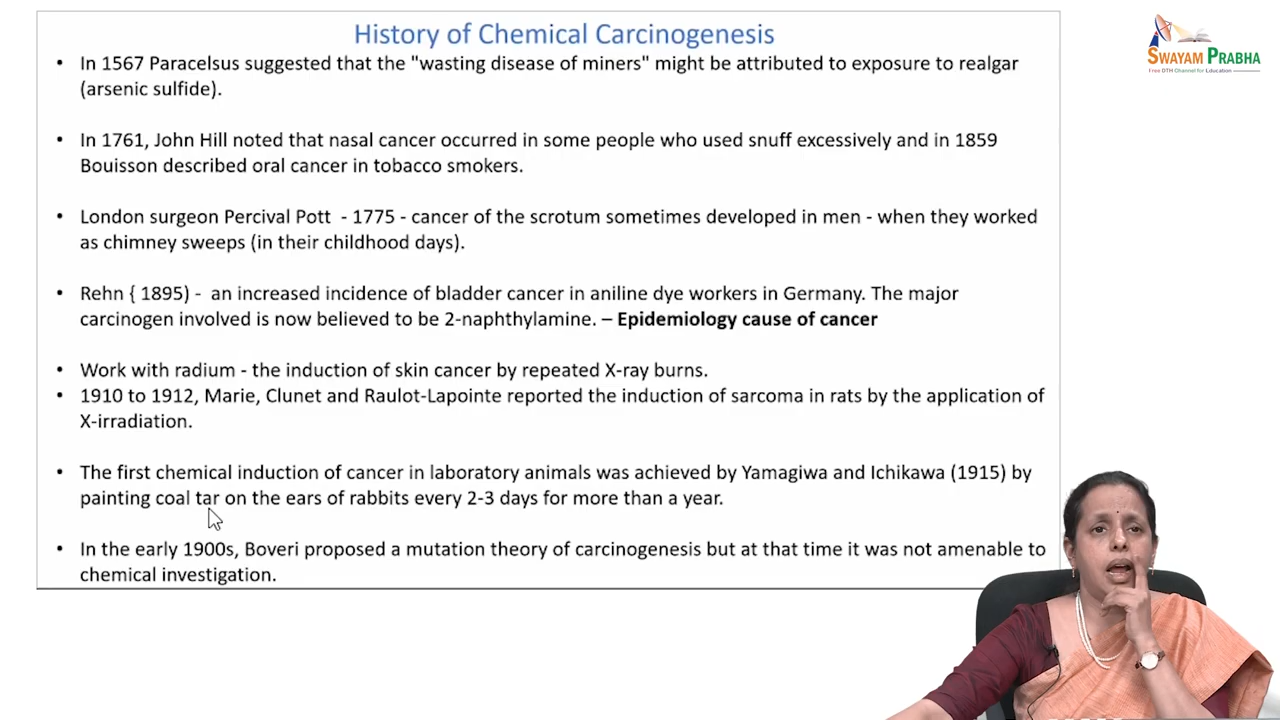 History of Chemical Carcinogenesis
• In 1567 Paracelsus suggested that the "wasting disease of miners" might be attributed to exposure to realgar
(arsenic sulfide).
• In 1761, John Hill noted that nasal cancer occurred in some people who used snuff excessively and in 1859
Bouisson described oral cancer in tobacco smokers.
• London surgeon Percival Pott - 1775 - cancer of the scrotum sometimes developed in men - when they worked
as chimney sweeps (in their childhood days).
• Rehn { 1895) - an increased incidence of bladder cancer in aniline dye workers in Germany. The major
carcinogen involved is now believed to be 2-naphthylamine. – Epidemiology cause of cancer
• Work with radium - the induction of skin cancer by repeated X-ray burns.
• 1910 to 1912, Marie, Clunet and Raulot-Lapointe reported the induction of sarcoma in rats by the application of
X-irradiation.
• The first chemical induction of cancer in laboratory animals was achieved by Yamagiwa and Ichikawa (1915) by
painting coal tar on the ears of rabbits every 2-3 days for more than a year.
• In the early 1900s, Boveri proposed a mutation theory of carcinogenesis but at that time it was not amenable to
chemical investigation.
SWAYAM PRABHA
Free DTH Channel for Education